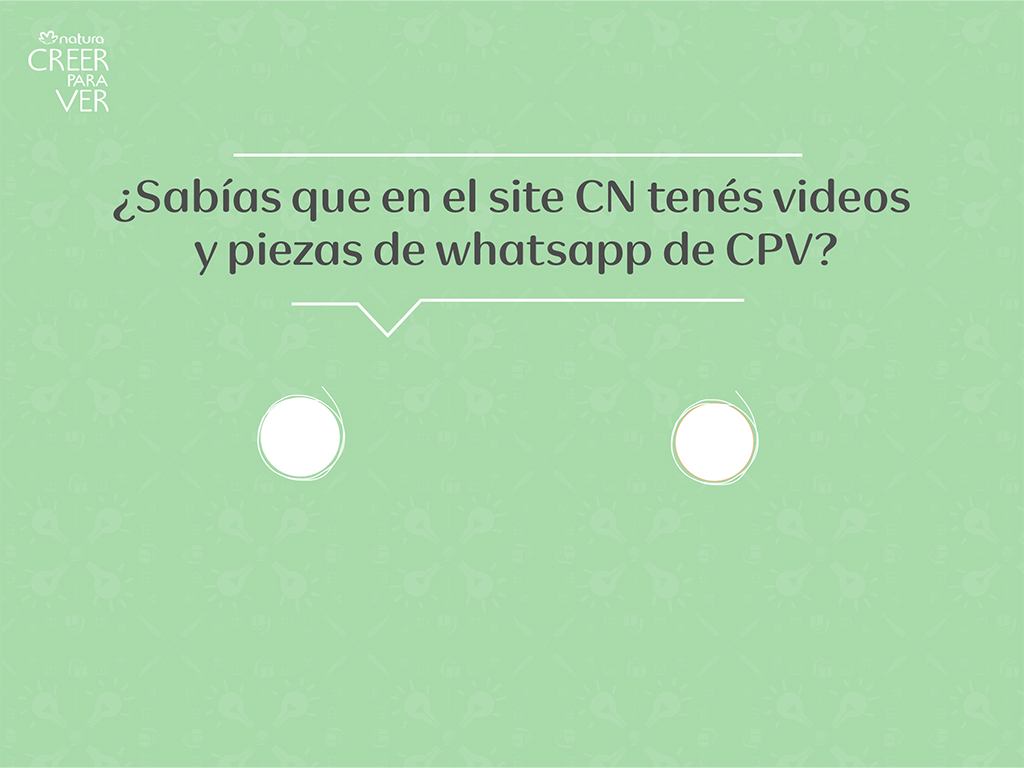 natura
CREER
PARA
VER
¿Sabías que en el site CN tenés videos
y piezas de whatsapp de CPV?